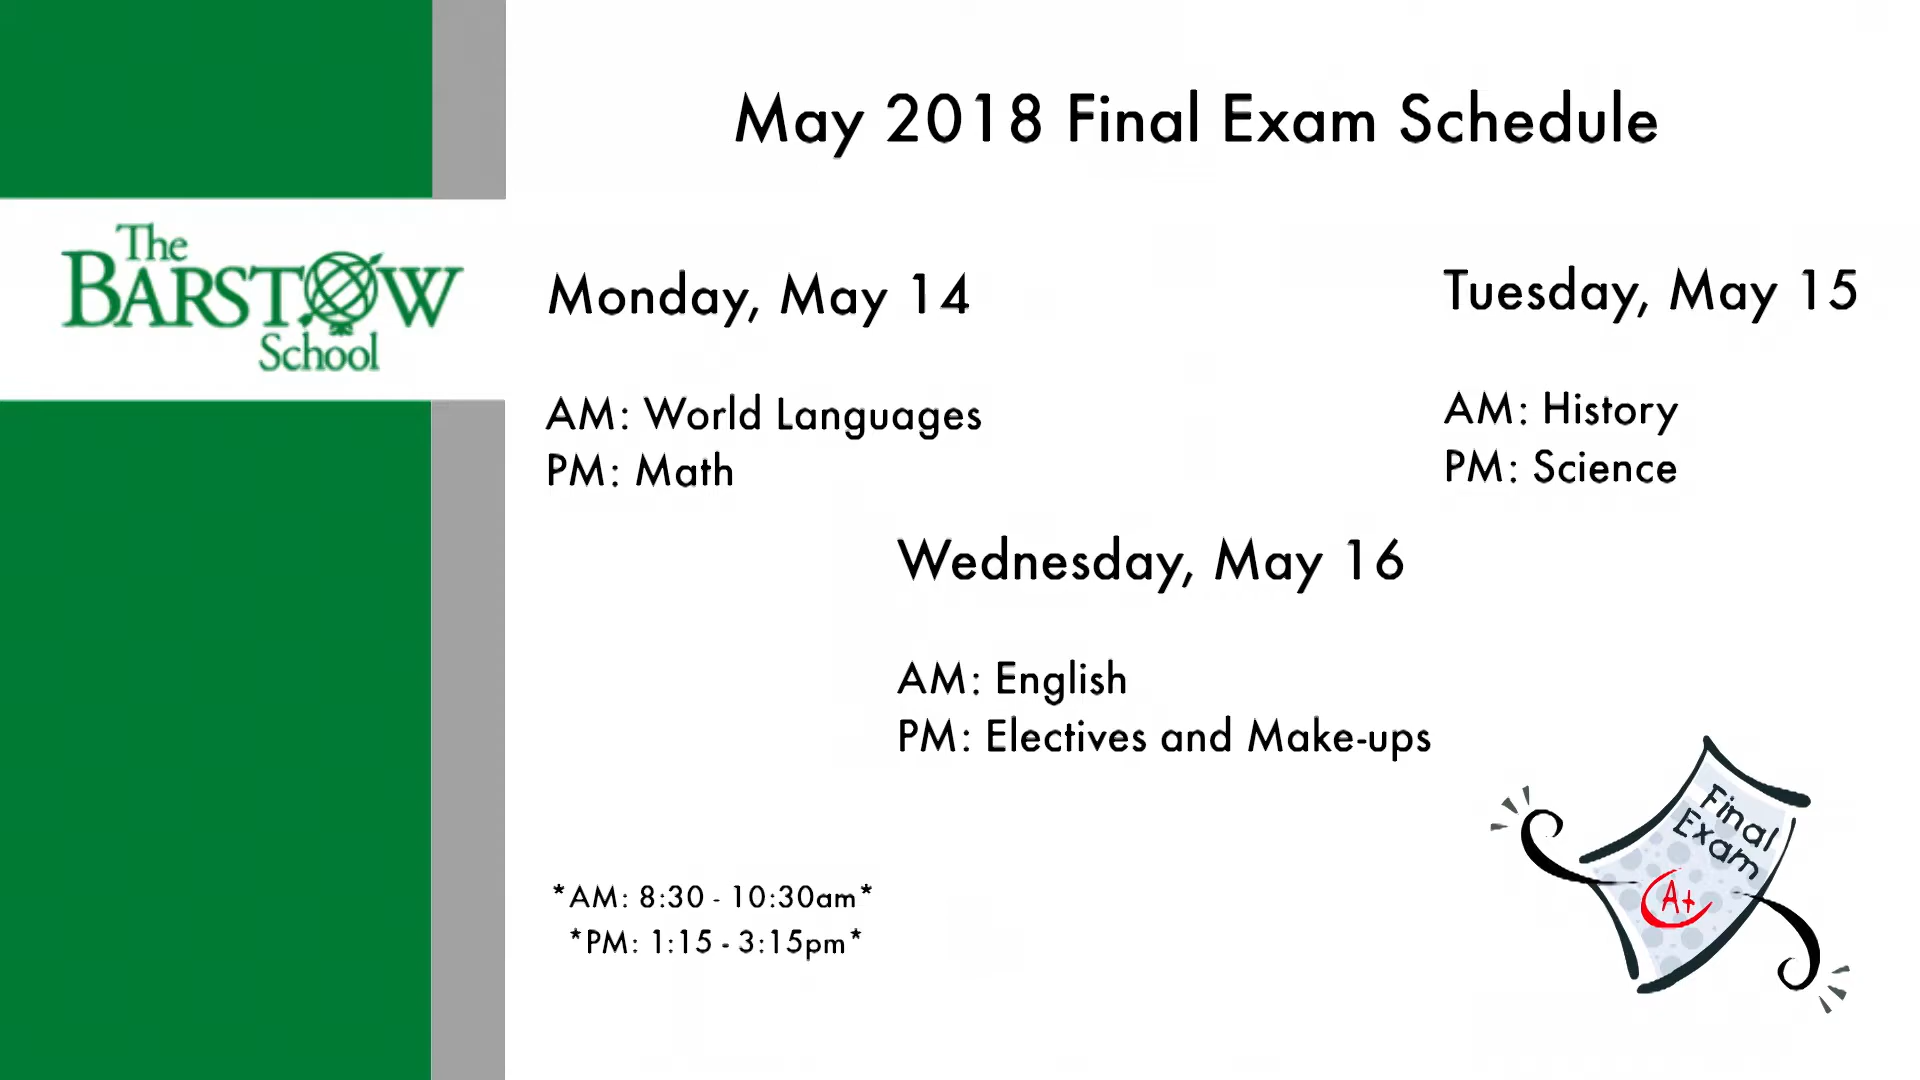 May 2018 Final Exam Schedule
The
BARSTOW
School
Monday, May 14
AM: World Languages
PM: Math
Tuesday, May 15
AM: History
PM: Science
Wednesday, May 16
AM: English
PM: Electives and Make-ups
*AM: 8:30 - 10:30am*
*PM: 1:15 - 3:15pm*
Final
Exam
A+